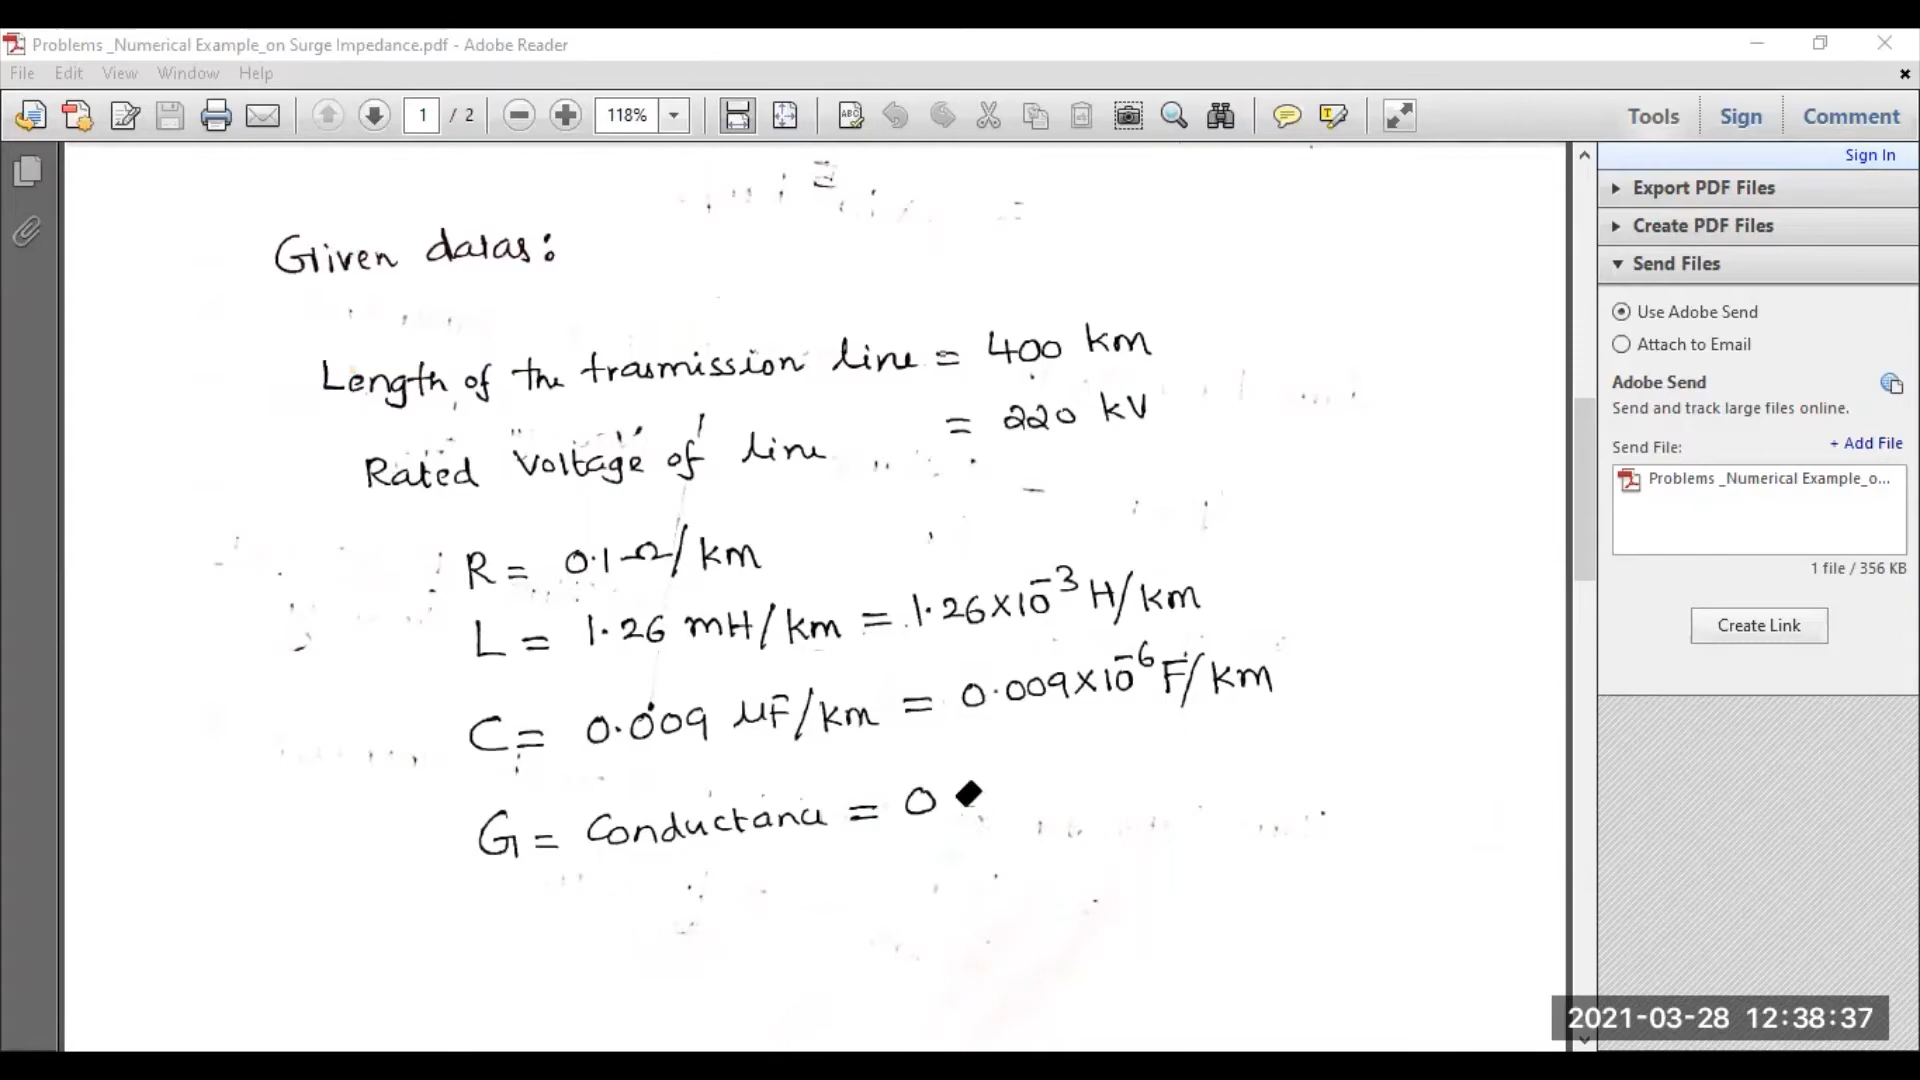 Problems _Numerical Example_on Surge Impedance.pdf - Adobe Reader
File Edit View Window Help
1 / 2 118% Tools Sign Comment
Sign In
Export PDF Files
Create PDF Files
Send Files
Use Adobe Send
Attach to Email
Adobe Send
Send and track large files online.
Send File: + Add File
Problems _Numerical Example_o...
1 file / 356 KB
Create Link
Given datas:
Length of the trasmission line = 400 km
Rated Voltage of line = 220 kV
R = 0.1 Ω/km
L = 1.26 mH/km = 1.26×10⁻³ H/km
C = 0.009 μF/km = 0.009×10⁻⁶ F/km
G = Conductance = 0
2021-03-28 12:38:37